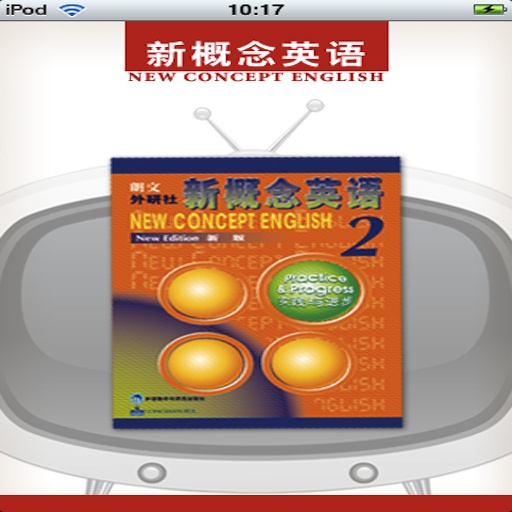 iPod 10:17
新概念英语
NEW CONCEPT ENGLISH
朗文
外研社 新概念英语
NEW CONCEPT ENGLISH
New Edition 新 版
2
Practice
& Progress
实践与进步